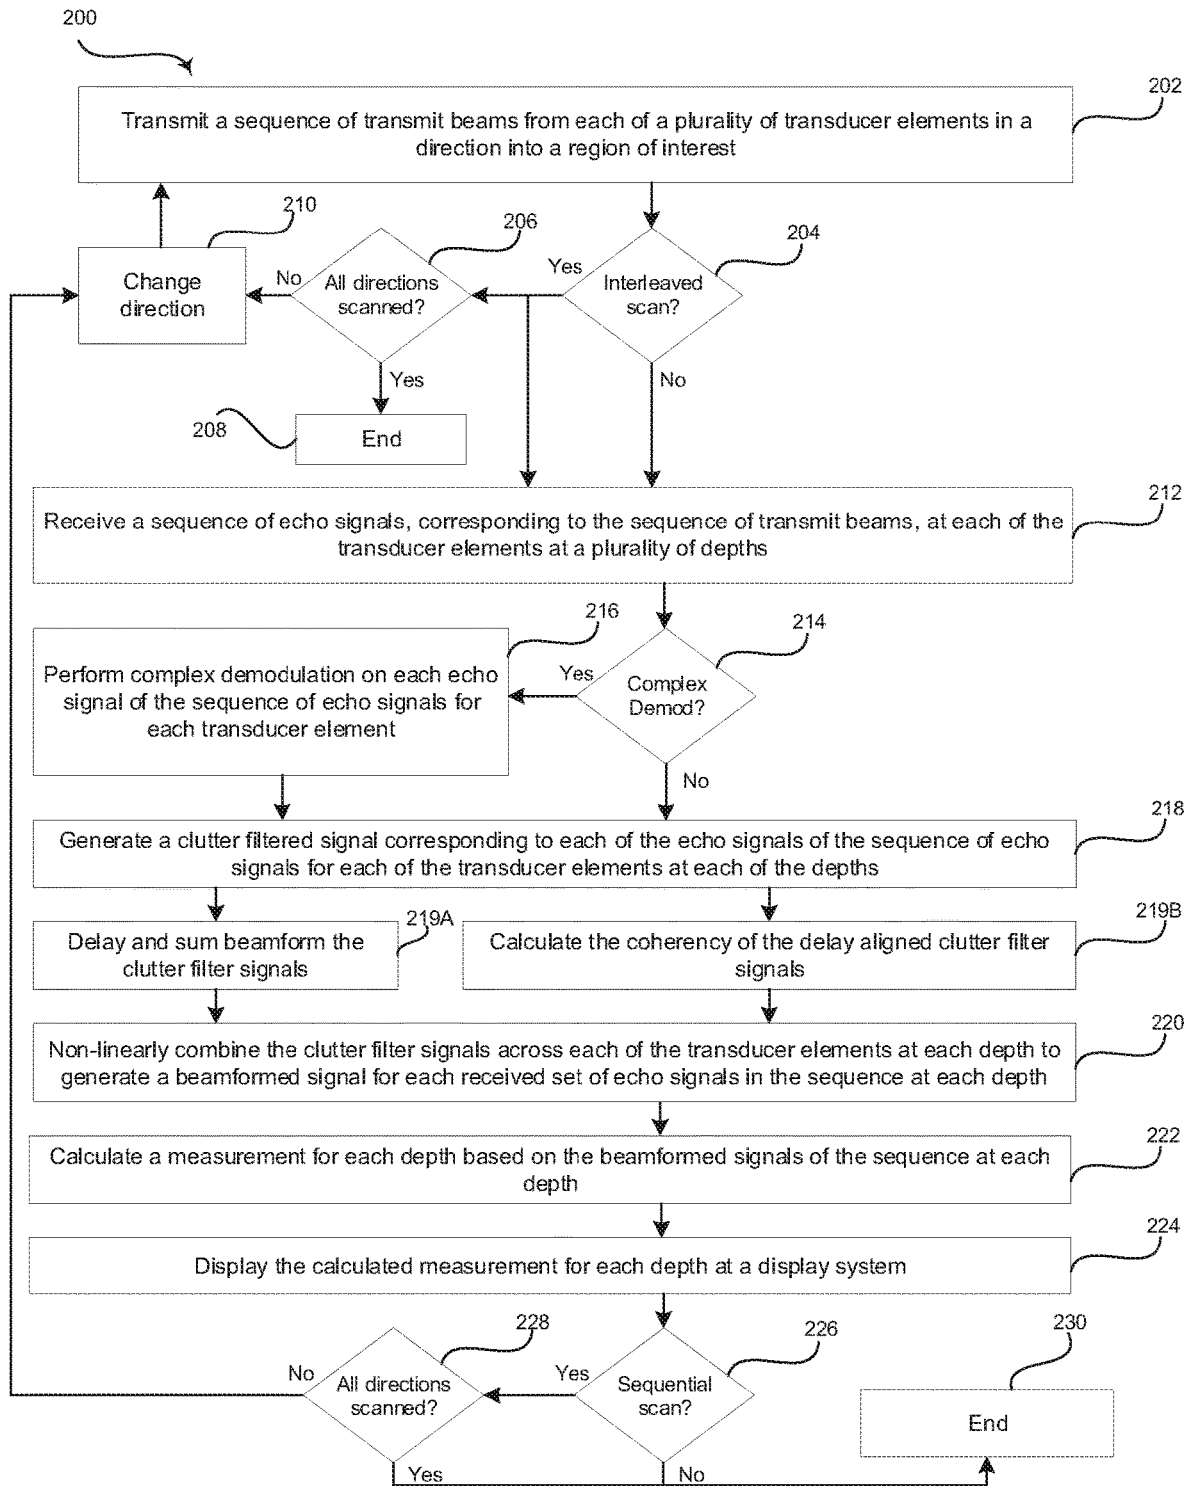 200
202
Transmit a sequence of transmit beams from each of a plurality of transducer elements in a
direction into a region of interest
210
206
204
Change
direction
No
All directions
scanned?
Yes
Interleaved
scan?
Yes
No
208
End
212
Receive a sequence of echo signals, corresponding to the sequence of transmit beams, at each of the
transducer elements at a plurality of depths
216
214
Perform complex demodulation on each echo
signal of the sequence of echo signals for
each transducer element
Yes
Complex
Demod?
No
218
Generate a clutter filtered signal corresponding to each of the echo signals of the sequence of echo
signals for each of the transducer elements at each of the depths
219A
219B
Delay and sum beamform the
clutter filter signals
Calculate the coherency of the delay aligned clutter filter
signals
220
Non-linearly combine the clutter filter signals across each of the transducer elements at each depth to
generate a beamformed signal for each received set of echo signals in the sequence at each depth
222
Calculate a measurement for each depth based on the beamformed signals of the sequence at each
depth
224
Display the calculated measurement for each depth at a display system
228
226
230
No
All directions
scanned?
Yes
Sequential
scan?
End
Yes
No